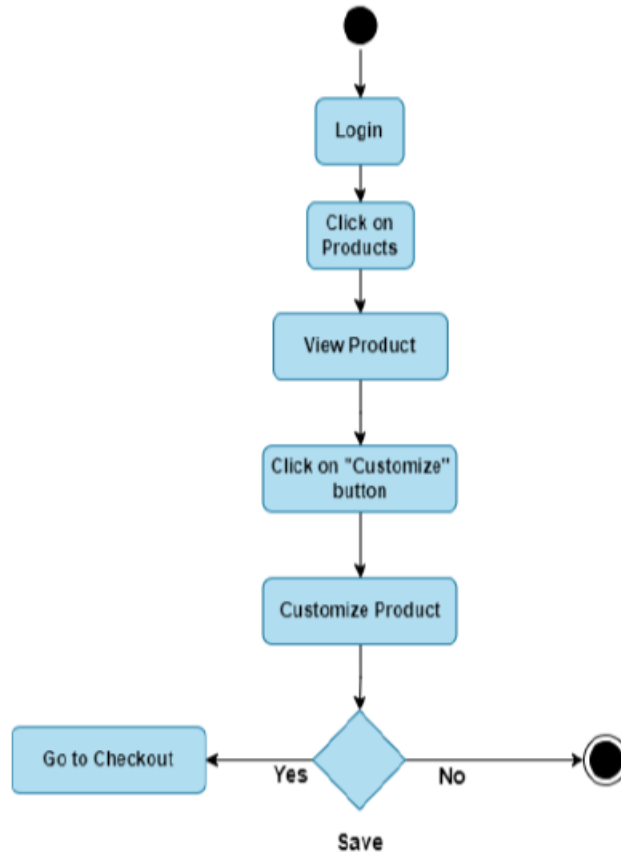 Login
Click on
Products
View Product
Click on "Customize"
button
Customize Product
Go to Checkout
Yes
No
Save